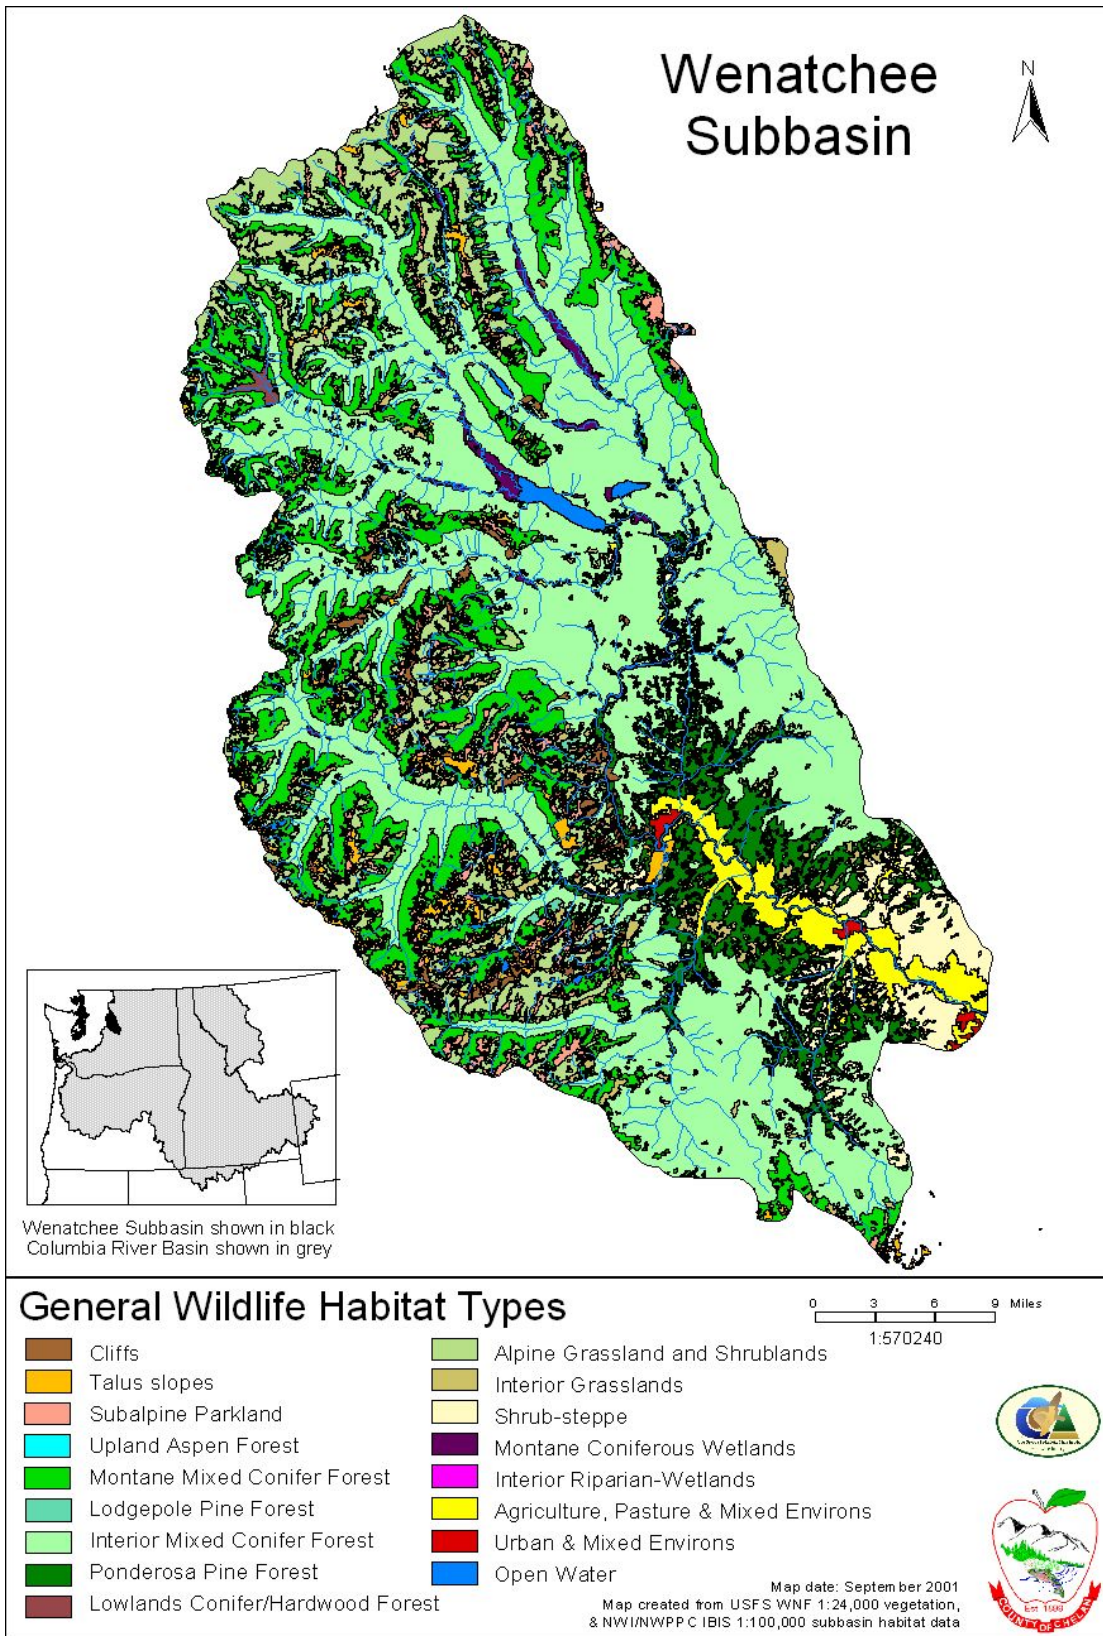 Wenatchee
Subbasin
N
Wenatchee Subbasin shown in black
Columbia River Basin shown in grey
General Wildlife Habitat Types
0 3 6 9 Miles
1:570240
Cliffs
Talus slopes
Subalpine Parkland
Upland Aspen Forest
Montane Mixed Conifer Forest
Lodgepole Pine Forest
Interior Mixed Conifer Forest
Ponderosa Pine Forest
Lowlands Conifer/Hardwood Forest
Alpine Grassland and Shrublands
Interior Grasslands
Shrub-steppe
Montane Coniferous Wetlands
Interior Riparian-Wetlands
Agriculture, Pasture & Mixed Environs
Urban & Mixed Environs
Open Water
Map date: September 2001
Map created from USFS WNF 1:24,000 vegetation,
& NWI/NWPPC IBIS 1:100,000 subbasin habitat data
Est 1899
COUNTY OF CHELAN